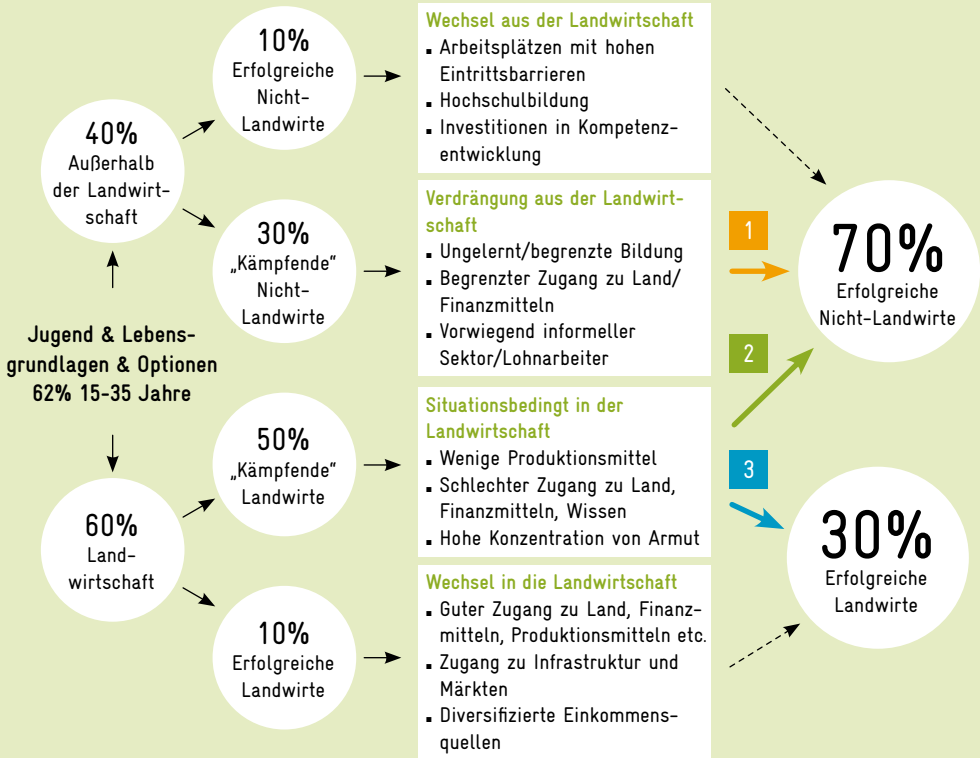 Jugend & Lebens-
grundlagen & Optionen
62% 15-35 Jahre
40%
Außerhalb
der Landwirt-
schaft
10%
Erfolgreiche
Nicht-
Landwirte
Wechsel aus der Landwirtschaft
▪ Arbeitsplätzen mit hohen
Eintrittsbarrieren
▪ Hochschulbildung
▪ Investitionen in Kompetenz-
entwicklung
30%
„Kämpfende“
Nicht-
Landwirte
Verdrängung aus der Landwirt-
schaft
▪ Ungelernt/begrenzte Bildung
▪ Begrenzter Zugang zu Land/
Finanzmitteln
▪ Vorwiegend informeller
Sektor/Lohnarbeiter
60%
Land-
wirtschaft
50%
„Kämpfende“
Landwirte
Situationsbedingt in der
Landwirtschaft
▪ Wenige Produktionsmittel
▪ Schlechter Zugang zu Land,
Finanzmitteln, Wissen
▪ Hohe Konzentration von Armut
10%
Erfolgreiche
Landwirte
Wechsel in die Landwirtschaft
▪ Guter Zugang zu Land, Finanz-
mitteln, Produktionsmitteln etc.
▪ Zugang zu Infrastruktur und
Märkten
▪ Diversifizierte Einkommens-
quellen
1
2
3
70%
Erfolgreiche
Nicht-Landwirte
30%
Erfolgreiche
Landwirte